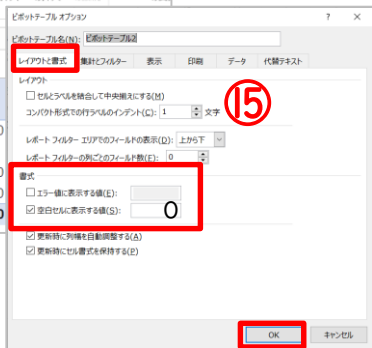 ピボットテーブル オプション ? ×
ピボットテーブル名(N): ピボットテーブル2
レイアウトと書式 集計とフィルター 表示 印刷 データ 代替テキスト
レイアウト
セルとラベルを結合して中央揃えにする(M)
コンパクト形式での行ラベルのインデント(C): 1 文字
⑮
レポート フィルター エリアでのフィールドの表示(D): 上から下
レポート フィルターの列ごとのフィールド数(F): 0
書式
エラー値に表示する値(E):
空白セルに表示する値(S): 0
更新時に列幅を自動調整する(A)
更新時にセル書式を保持する(P)
OK キャンセル